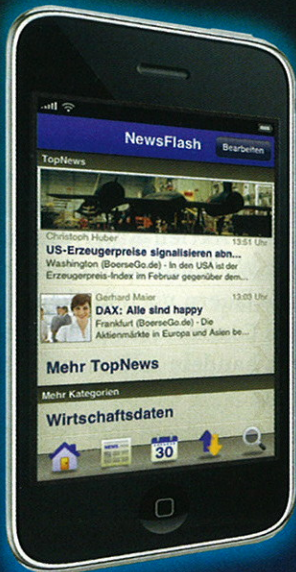 NewsFlash
Bearbeiten
TopNews
Christoph Huber 13:51 Uhr
US-Erzeugerpreise signalisieren abn...
Washington (BoerseGo.de) - In den USA ist der
Erzeugerpreis-Index im Februar gegenüber dem...
Gerhard Maier 13:03 Uhr
DAX: Alle sind happy
Frankfurt (BoerseGo.de) - Die
Aktienmärkte in Europa und Asien be...
Mehr TopNews
Mehr Kategorien
Wirtschaftsdaten
NEWS
30